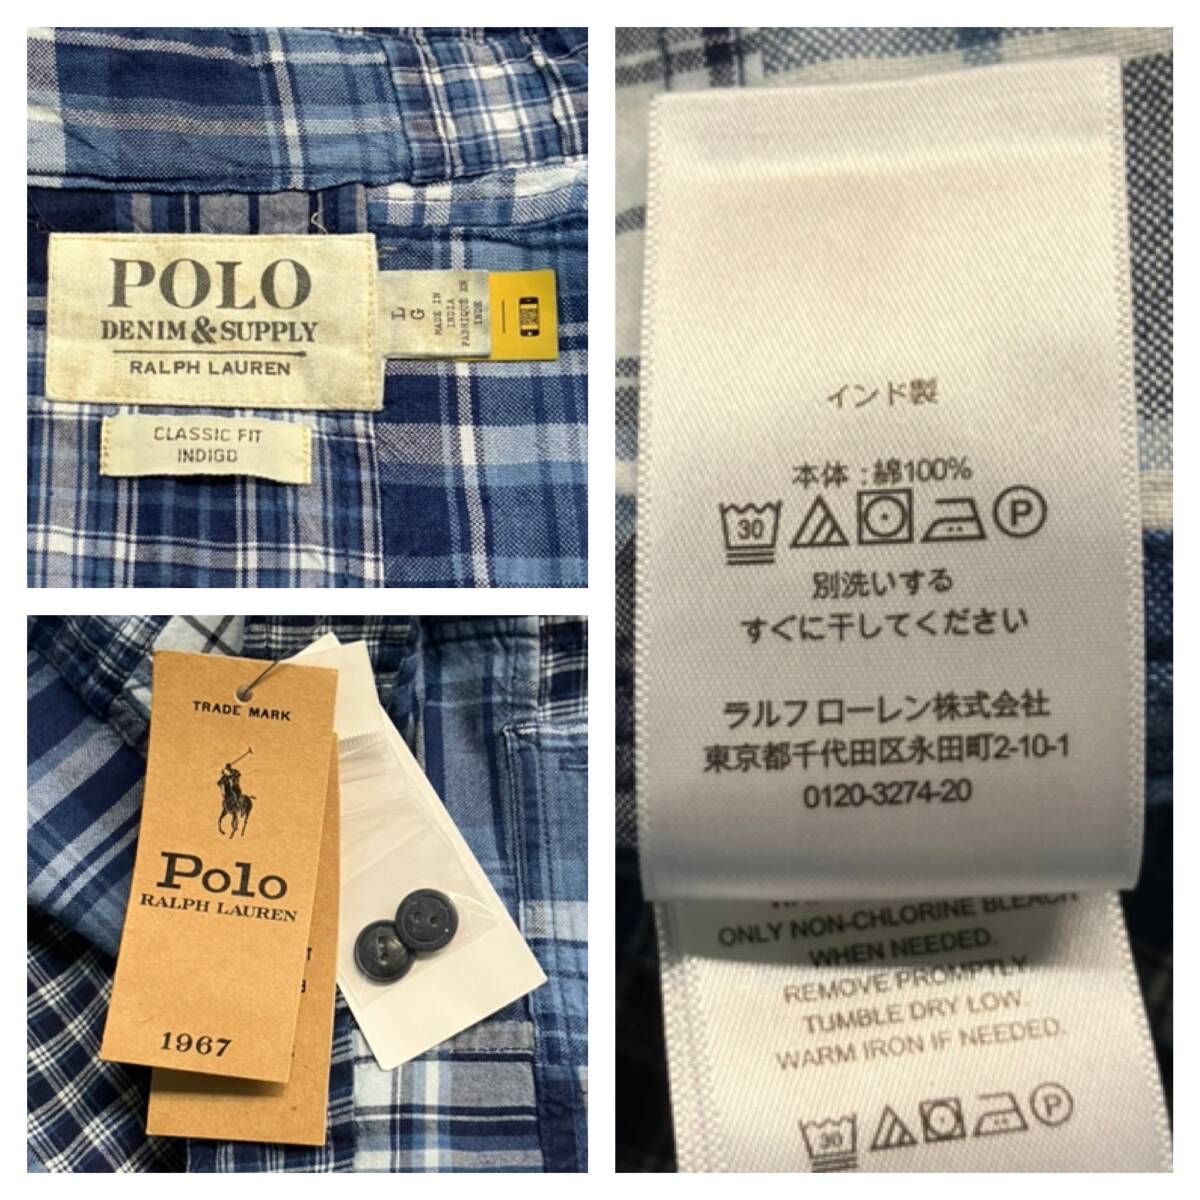 POLO
DENIM & SUPPLY
RALPH LAUREN
CLASSIC FIT
INDIGO
L
G
MADE IN
INDIA
FABRIQUÉ EN
INDE
TRADE MARK
Polo
RALPH LAUREN
1967
インド製
本体:綿100%
30
P
別洗いする
すぐに干してください
ラルフ ローレン株式会社
東京都千代田区永田町2-10-1
0120-3274-20
ONLY NON-CHLORINE BLEACH
WHEN NEEDED.
REMOVE PROMPTLY
TUMBLE DRY LOW.
WARM IRON IF NEEDED.
30
P